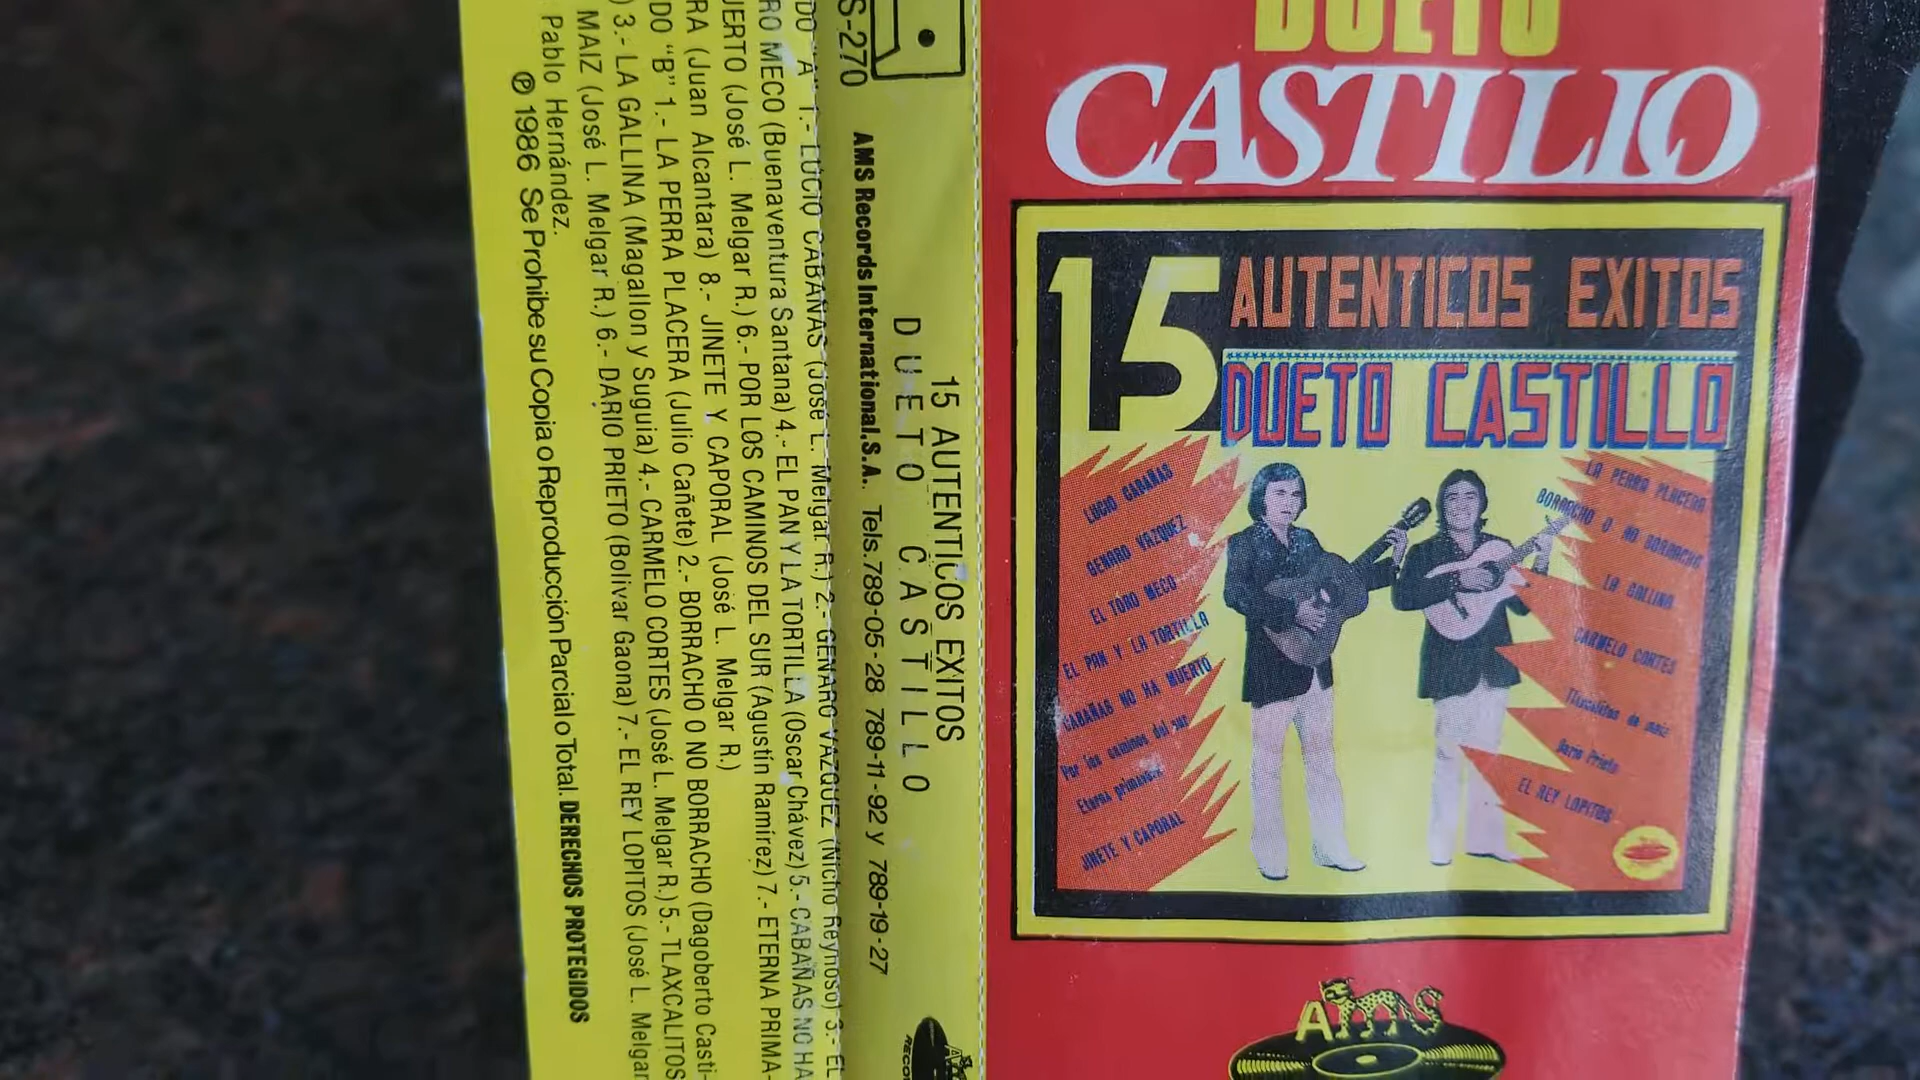 DUETO
CASTILLO
15 AUTENTICOS EXITOS
DUETO CASTILLO
LUCIO CABAÑAS
GENARO VAZQUEZ
EL TORO MECO
EL PAN Y LA TORTILLA
CABAÑAS NO HA MUERTO
Por los caminos del sur
Eterna primavera
JINETE Y CAPORAL
LA PERRA PLACERA
BORRACHO O NO BORRACHO
LA GALLINA
CARMELO CORTES
Tlaxcalitos de maiz
Dario Prieto
EL REY LOPITOS
AMS
15 AUTENTICOS EXITOS
DUETO CASTILLO
S-270
AMS Records International,S.A. Tels.789-05-28 789-11-92 y 789-19-27
DO "A" 1.- LUCIO CABAÑAS (José L. Melgar R.) 2.- GENARO VAZQUEZ (Nicho Reynoso) 3.- EL
RO MECO (Buenaventura Santana) 4.- EL PAN Y LA TORTILLA (Oscar Chávez) 5.- CABAÑAS NO HA
UERTO (José L. Melgar R.) 6.- POR LOS CAMINOS DEL SUR (Agustín Ramírez) 7.- ETERNA PRIMA-
RA (Juan Alcantara) 8.- JINETE Y CAPORAL (José L. Melgar R.)
DO "B" 1.- LA PERRA PLACERA (Julio Cañete) 2.- BORRACHO O NO BORRACHO (Dagoberto Casti-
) 3.- LA GALLINA (Magallon y Suguia) 4.- CARMELO CORTES (José L. Melgar R.) 5.- TLAXCALITOS
MAIZ (José L. Melgar R.) 6.- DARIO PRIETO (Bolivar Gaona) 7.- EL REY LOPITOS (José L. Melgar
Pablo Hernández.
℗ 1986 Se Prohibe su Copia o Reproducción Parcial o Total. DERECHOS PROTEGIDOS